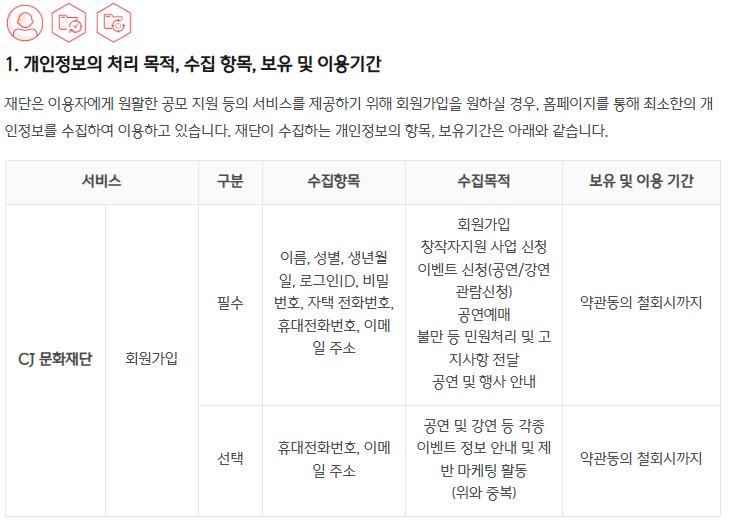 1. 개인정보의 처리 목적, 수집 항목, 보유 및 이용기간
재단은 이용자에게 원활한 공모 지원 등의 서비스를 제공하기 위해 회원가입을 원하실 경우, 홈페이지를 통해 최소한의 개
인정보를 수집하여 이용하고 있습니다. 재단이 수집하는 개인정보의 항목, 보유기간은 아래와 같습니다.
서비스 구분 수집항목 수집목적 보유 및 이용 기간
CJ 문화재단
회원가입
필수
이름, 성별, 생년월
일, 로그인ID, 비밀
번호, 자택 전화번호,
휴대전화번호, 이메
일 주소
회원가입
창작자지원 사업 신청
이벤트 신청(공연/강연
관람신청)
공연예매
불만 등 민원처리 및 고
지사항 전달
공연 및 행사 안내
약관동의 철회시까지
선택
휴대전화번호, 이메
일 주소
공연 및 강연 등 각종
이벤트 정보 안내 및 제
반 마케팅 활동
(위와 중복)
약관동의 철회시까지